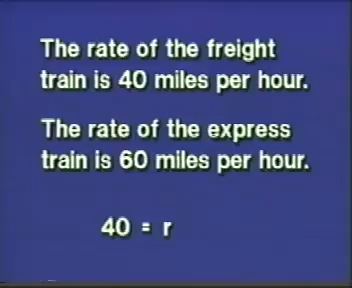 The rate of the freight
train is 40 miles per hour.
The rate of the express
train is 60 miles per hour.
40 = r